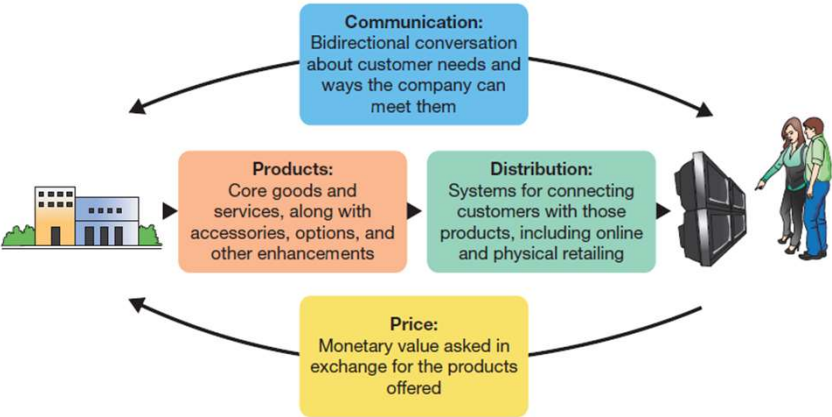 Communication:
Bidirectional conversation
about customer needs and
ways the company can
meet them
Products:
Core goods and
services, along with
accessories, options, and
other enhancements
Distribution:
Systems for connecting
customers with those
products, including online
and physical retailing
Price:
Monetary value asked in
exchange for the products
offered